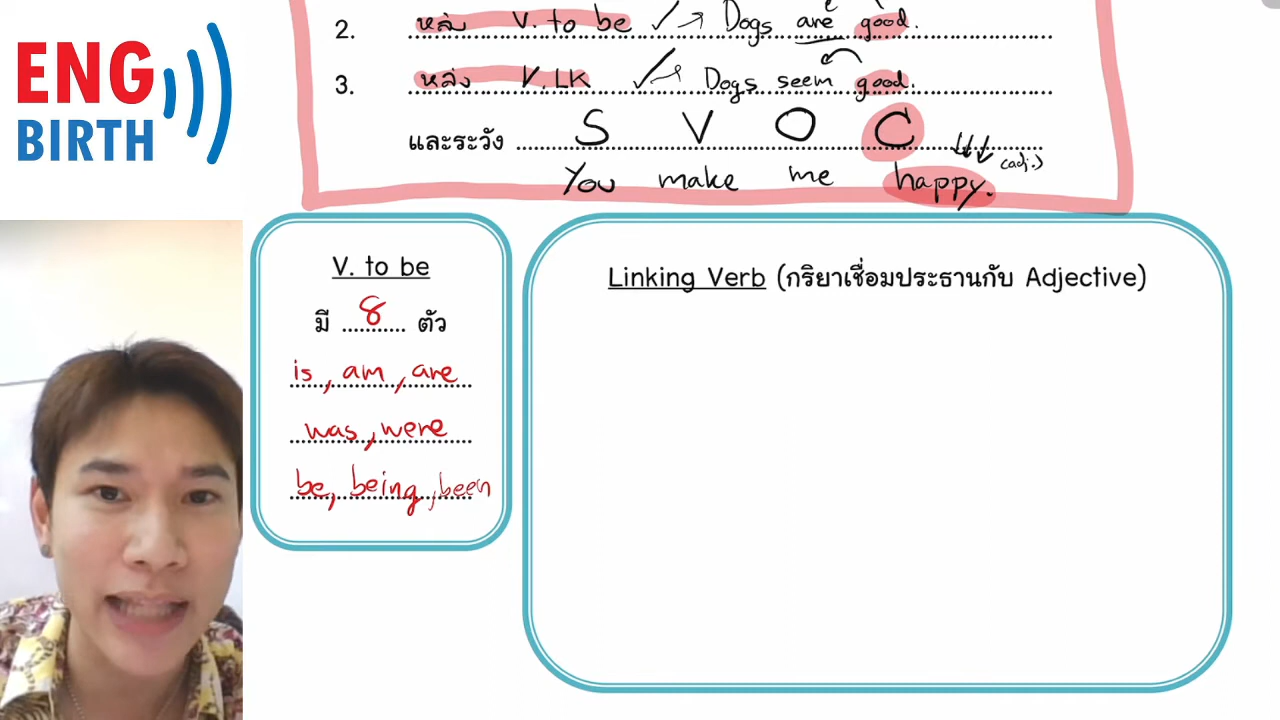 ENG
BIRTH
2. หลัง V. to be ✓ → Dogs are good.
3. หลัง V.LK ✓ → Dogs seem good.
และระวัง S V O C
(adj.)
You make me happy.
V. to be
มี 8 ตัว
is, am, are
was, were
be, being, been
Linking Verb (กริยาเชื่อมประธานกับ Adjective)